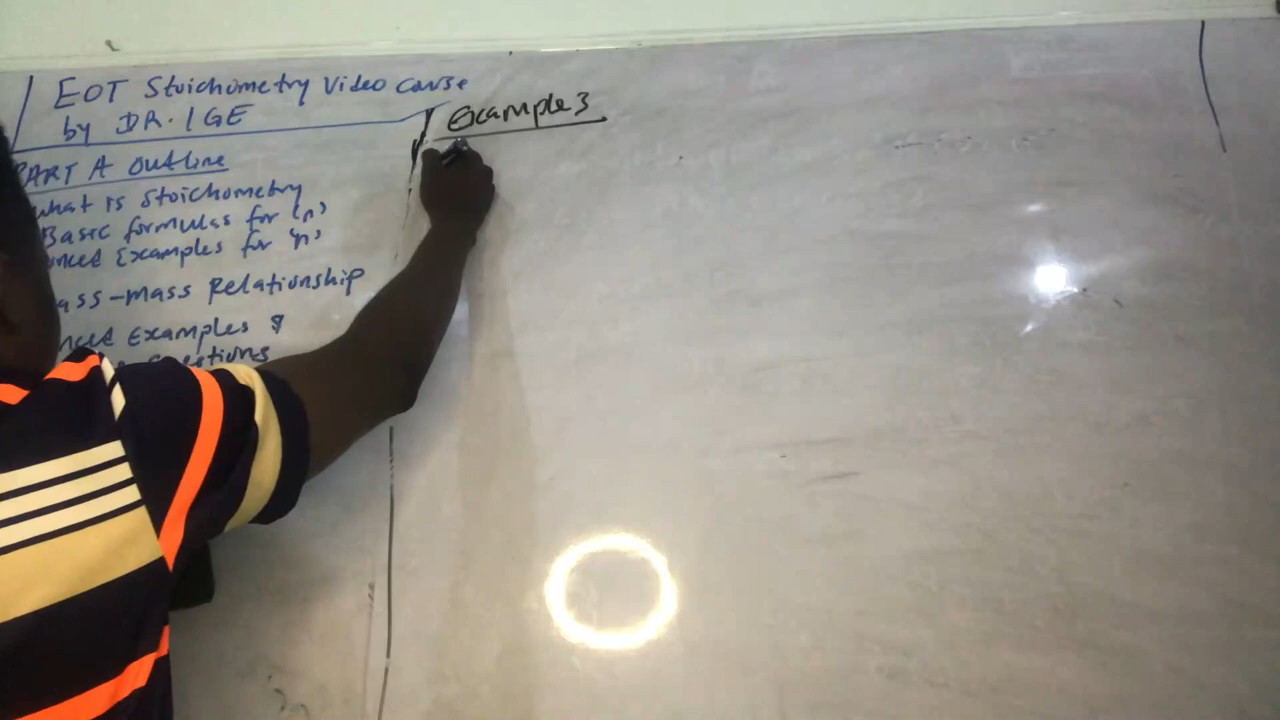 EOT Stoichometry Video Course
by DR. IGE
PART A Outline
what is Stoichometry
Basic formulas for 'n'
Examples for 'n'
-mass Relationship
Examples &
Example 3